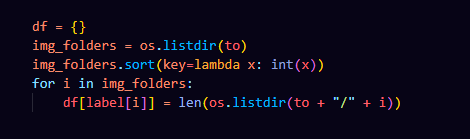 df = {}
img_folders = os.listdir(to)
img_folders.sort(key=lambda x: int(x))
for i in img_folders:
    df[label[i]] = len(os.listdir(to + "/" + i))